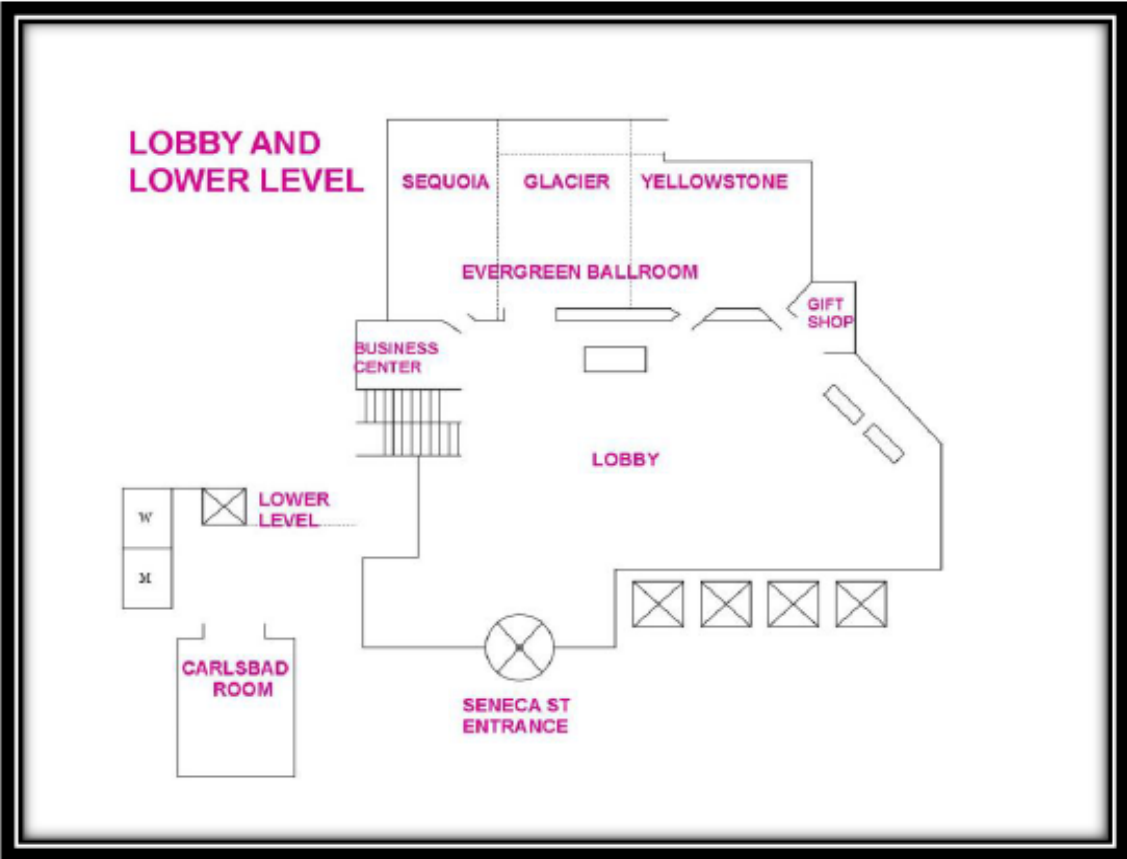 LOBBY AND
LOWER LEVEL
SEQUOIA
GLACIER
YELLOWSTONE
EVERGREEN BALLROOM
GIFT
SHOP
BUSINESS
CENTER
LOBBY
LOWER
LEVEL
W
M
CARLSBAD
ROOM
SENECA ST
ENTRANCE